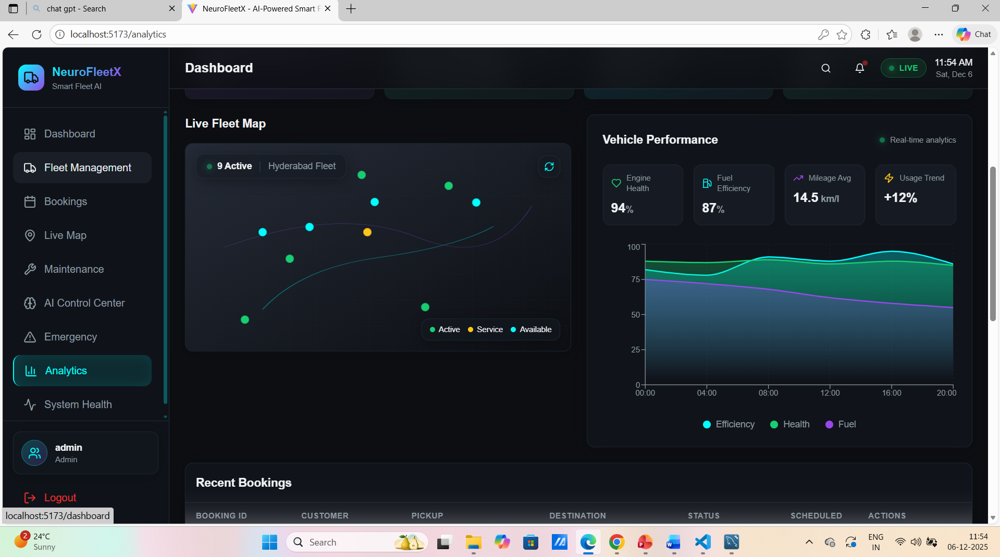 chat gpt - Search
NeuroFleetX - AI-Powered Smart F
localhost:5173/analytics
Chat
NeuroFleetX
Smart Fleet AI
Dashboard
Fleet Management
Bookings
Live Map
Maintenance
AI Control Center
Emergency
Analytics
System Health
admin
Admin
Logout
localhost:5173/dashboard
Dashboard
LIVE
11:54 AM
Sat, Dec 6
Live Fleet Map
9 Active
Hyderabad Fleet
Active
Service
Available
Vehicle Performance
Real-time analytics
Engine
Health
94%
Fuel
Efficiency
87%
Mileage Avg
14.5 km/l
Usage Trend
+12%
100
75
50
25
0
00:00 04:00 08:00 12:00 16:00 20:00
Efficiency
Health
Fuel
Recent Bookings
BOOKING ID CUSTOMER PICKUP DESTINATION STATUS SCHEDULED ACTIONS
2
24°C
Sunny
Search
P
W
ENG
IN
11:54
06-12-2025